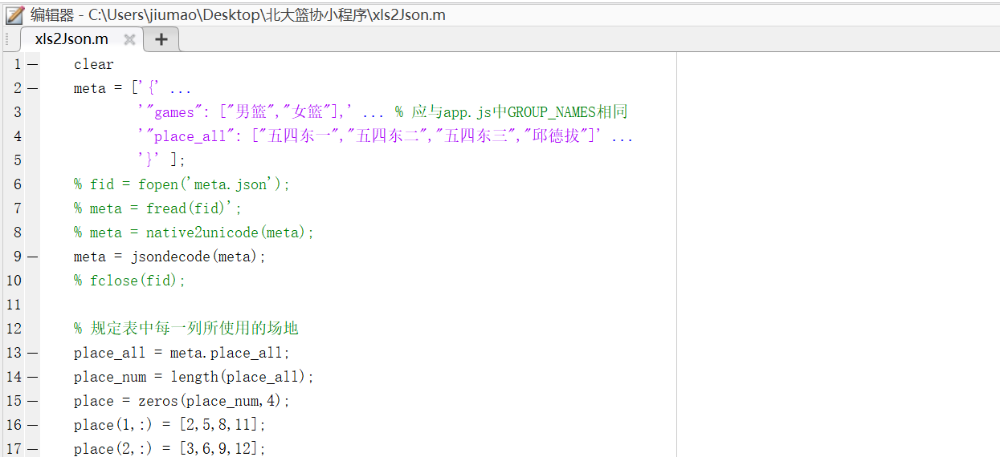 编辑器 - C:\Users\jiumao\Desktop\北大篮协小程序\xls2Json.m
xls2Json.m
1 clear
2 meta = ['{' ...
3 '"games": ["男篮","女篮"],' ... % 应与app.js中GROUP_NAMES相同
4 '"place_all": ["五四东一","五四东二","五四东三","邱德拔"]' ...
5 '}' ];
6 % fid = fopen('meta.json');
7 % meta = fread(fid)';
8 % meta = native2unicode(meta);
9 meta = jsondecode(meta);
10 % fclose(fid);
11
12 % 规定表中每一列所使用的场地
13 place_all = meta.place_all;
14 place_num = length(place_all);
15 place = zeros(place_num,4);
16 place(1,:) = [2,5,8,11];
17 place(2,:) = [3,6,9,12];